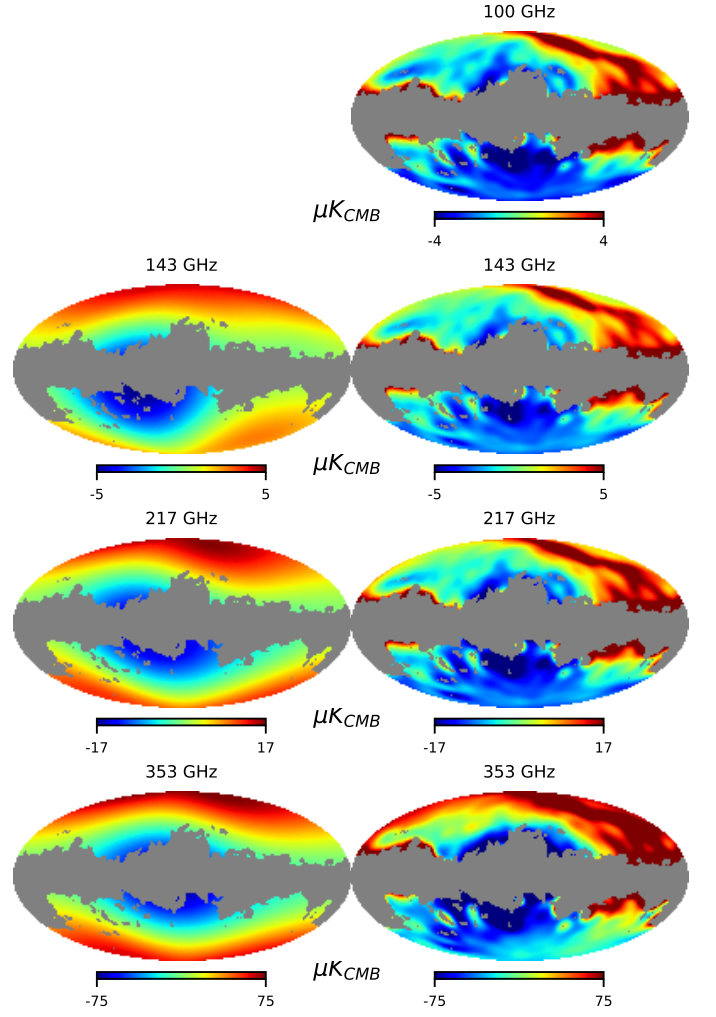 100 GHz
μK_CMB
-4 4
143 GHz 143 GHz
μK_CMB
-5 5 -5 5
217 GHz 217 GHz
μK_CMB
-17 17 -17 17
353 GHz 353 GHz
μK_CMB
-75 75 -75 75